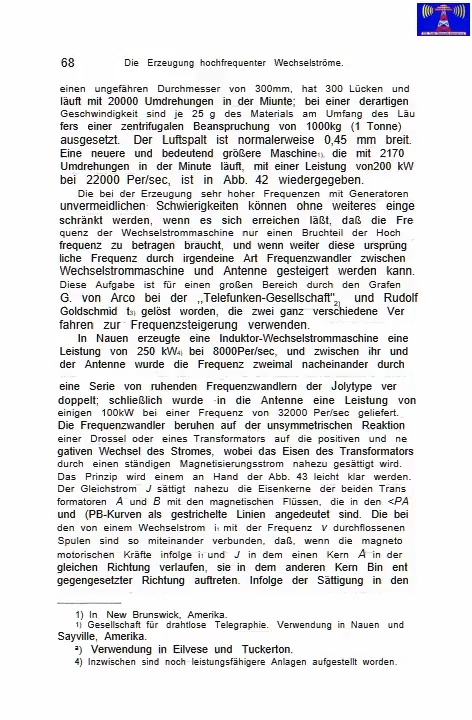 68 Die Erzeugung hochfrequenter Wechselströme.
einen ungefähren Durchmesser von 300mm, hat 300 Lücken und
läuft mit 20000 Umdrehungen in der Miunte; bei einer derartigen
Geschwindigkeit sind je 25 g des Materials am Umfang des Läu
fers einer zentrifugalen Beanspruchung von 1000kg (1 Tonne)
ausgesetzt. Der Luftspalt ist normalerweise 0,45 mm breit.
Eine neuere und bedeutend größere Maschine1), die mit 2170
Umdrehungen in der Minute läuft, mit einer Leistung von200 kW
bei 22000 Per/sec, ist in Abb. 42 wiedergegeben.
Die bei der Erzeugung sehr hoher Frequenzen mit Generatoren
unvermeidlichen Schwierigkeiten können ohne weiteres einge
schränkt werden, wenn es sich erreichen läßt, daß die Fre
quenz der Wechselstrommaschine nur einen Bruchteil der Hoch
frequenz zu betragen braucht, und wenn weiter diese ursprüng
liche Frequenz durch irgendeine Art Frequenzwandler zwischen
Wechselstrommaschine und Antenne gesteigert werden kann.
Diese Aufgabe ist für einen großen Bereich durch den Grafen
G. von Arco bei der ,,Telefunken-Gesellschaft"2) und Rudolf
Goldschmid t3) gelöst worden, die zwei ganz verschiedene Ver
fahren zur Frequenzsteigerung verwenden.
In Nauen erzeugte eine Induktor-Wechselstrommaschine eine
Leistung von 250 kW4) bei 8000Per/sec, und zwischen ihr und
der Antenne wurde die Frequenz zweimal nacheinander durch
eine Serie von ruhenden Frequenzwandlern der Jolytype ver
doppelt; schließlich wurde in die Antenne eine Leistung von
einigen 100kW bei einer Frequenz von 32000 Per/sec geliefert.
Die Frequenzwandler beruhen auf der unsymmetrischen Reaktion
einer Drossel oder eines Transformators auf die positiven und ne
gativen Wechsel des Stromes, wobei das Eisen des Transformators
durch einen ständigen Magnetisierungsstrom nahezu gesättigt wird.
Das Prinzip wird einem an Hand der Abb. 43 leicht klar werden.
Der Gleichstrom J sättigt nahezu die Eisenkerne der beiden Trans
formatoren A und B mit den magnetischen Flüssen, die in den <PA
und (PB-Kurven als gestrichelte Linien angedeutet sind. Die bei
den von einem Wechselstrom i1 mit der Frequenz v durchflossenen
Spulen sind so miteinander verbunden, daß, wenn die magneto
motorischen Kräfte infolge i1 und J in dem einen Kern A in der
gleichen Richtung verlaufen, sie in dem anderen Kern Bin ent
gegengesetzter Richtung auftreten. Infolge der Sättigung in den
1) In New Brunswick, Amerika.
1) Gesellschaft für drahtlose Telegraphie. Verwendung in Nauen und
Sayville, Amerika.
3) Verwendung in Eilvese und Tuckerton.
4) Inzwischen sind noch leistungsfähigere Anlagen aufgestellt worden.